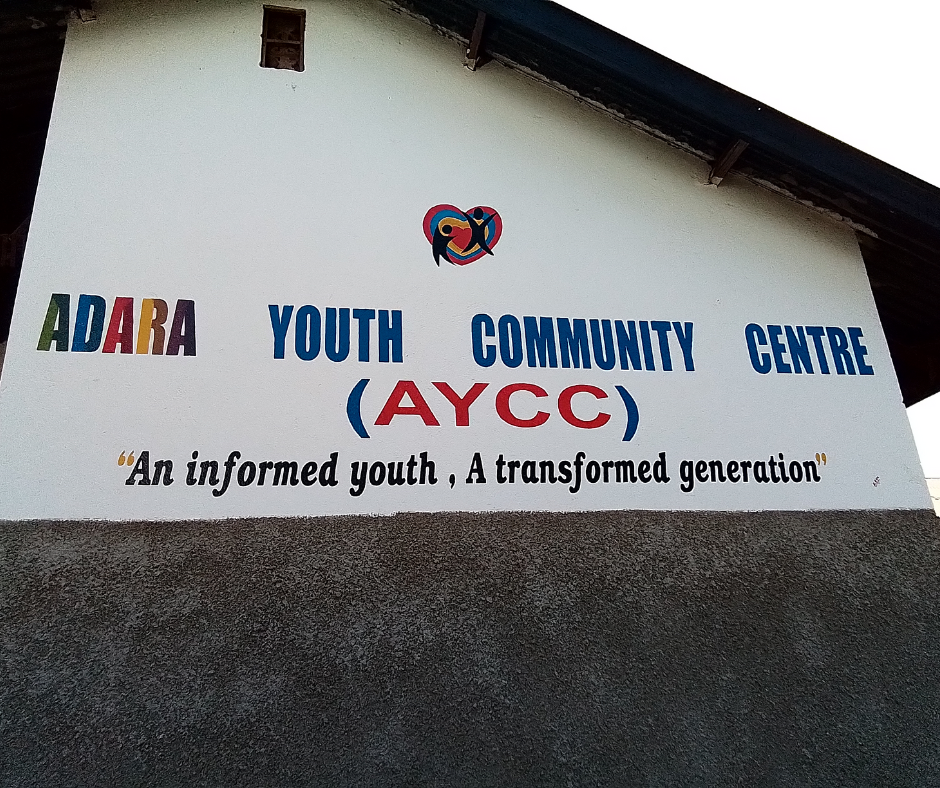 ADARA YOUTH COMMUNITY CENTRE
(AYCC)
“An informed youth , A transformed generation”